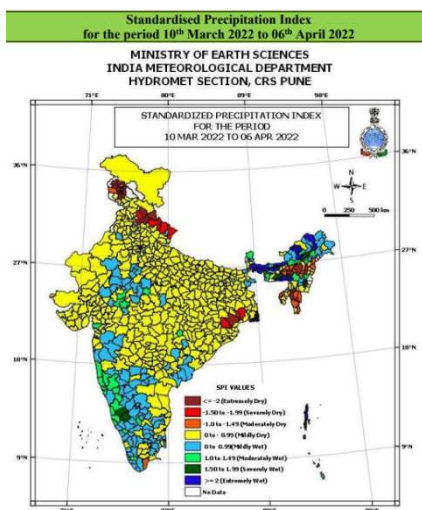 Standardised Precipitation Index
for the period 10th March 2022 to 06th April 2022
MINISTRY OF EARTH SCIENCES
INDIA METEOROLOGICAL DEPARTMENT
HYDROMET SECTION, CRS PUNE
71°E 80°E 89°E 98°E
STANDARDIZED PRECIPITATION INDEX
FOR THE PERIOD
10 MAR 2022 TO 06 APR 2022
36°N 36°N
N
W E
S
0 250 500 km
27°N 27°N
18°N 18°N
9°N 9°N
SPI VALUES
<= -2 (Extremely Dry)
-1.50 to -1.99 (Severely Dry)
-1.0 to -1.49 (Moderately Dry
0 to -0.99 (Mildly Dry)
0 to 0.99(Mildly Wet)
1.0 to 1.49 (Moderately Wet)
1.50 to 1.99 (Severely Wet)
>= 2 (Extremely Wet)
No Data